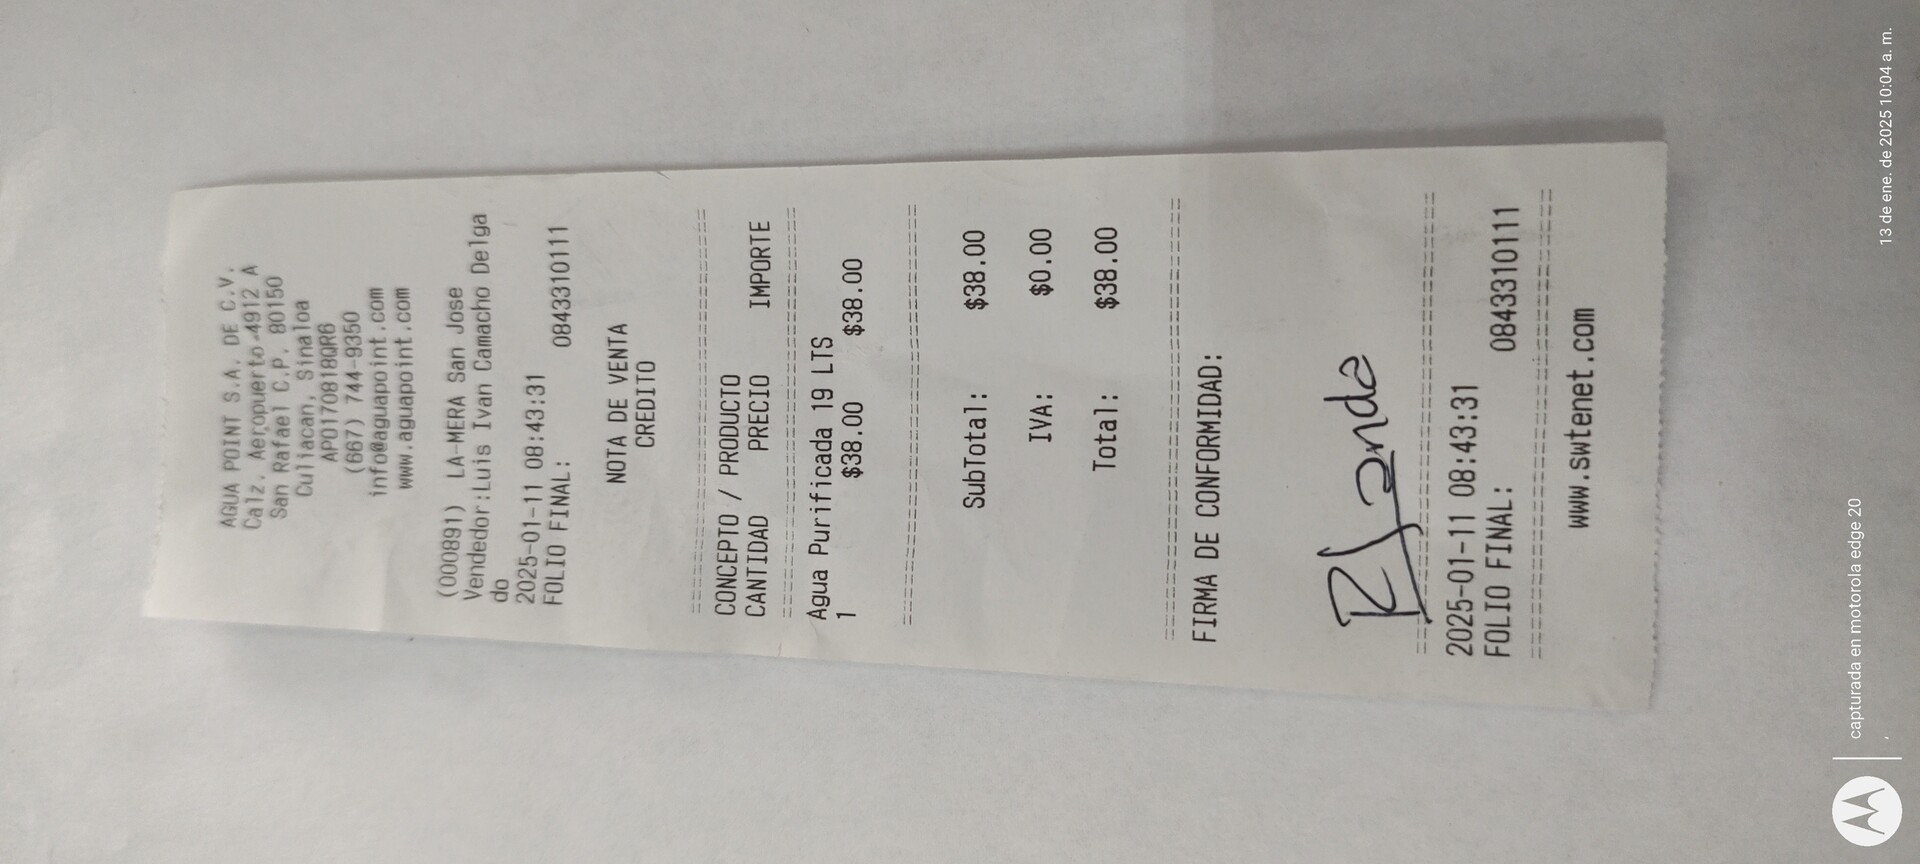 AGUA POINT S.A. DE C.V.
Calz. Aeropuerto 4912 A
San Rafael C.P. 80150
Culiacan, Sinaloa
APO170818QR6
(667) 744-9350
info@aguapoint.com
www.aguapoint.com
(000891) LA-MERA San Jose
Vendedor:Luis Ivan Camacho Delga
do
2025-01-11 08:43:31
FOLIO FINAL: 0843310111
NOTA DE VENTA
CREDITO
================================
CONCEPTO / PRODUCTO
CANTIDAD PRECIO IMPORTE
================================
Agua Purificada 19 LTS
1 $38.00 $38.00
================================
SubTotal: $38.00
IVA: $0.00
Total: $38.00
================================
FIRMA DE CONFORMIDAD:
================================
2025-01-11 08:43:31
FOLIO FINAL: 0843310111
================================
www.swtenet.com
capturada en motorola edge 20
13 de ene. de 2025 10:04 a. m.